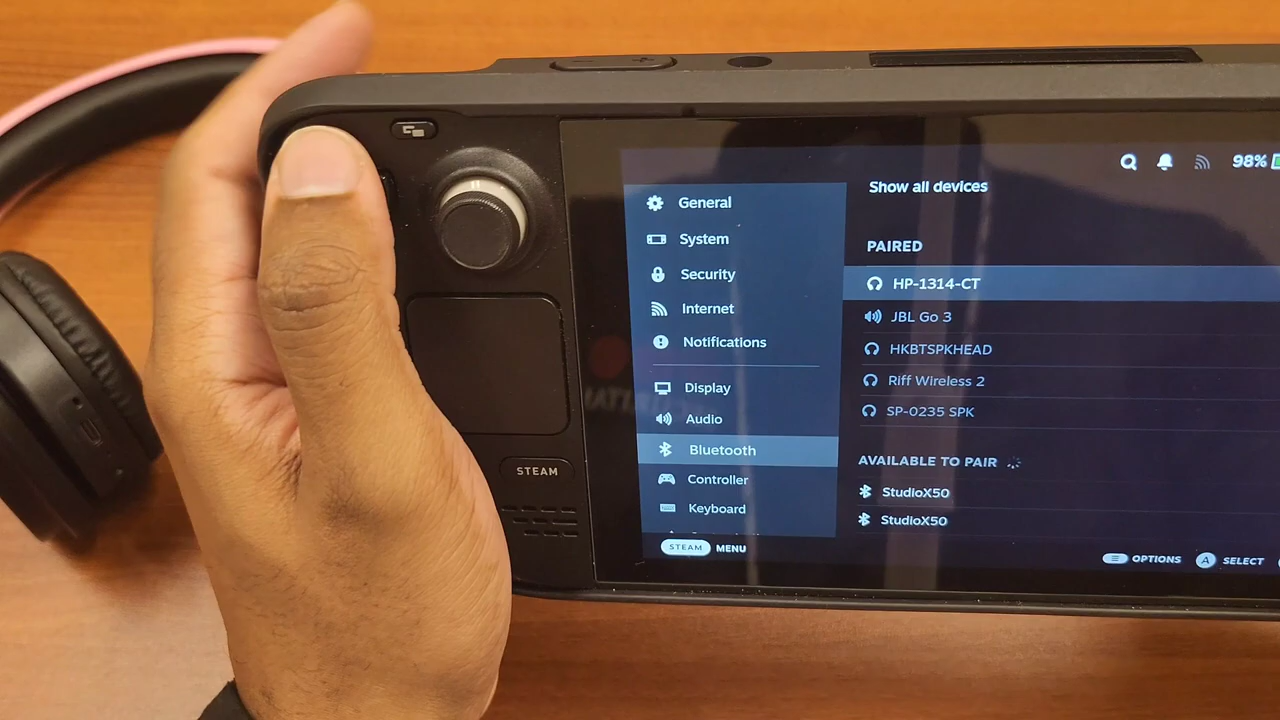 98%
Show all devices
General
System
Security
Internet
Notifications
Display
Audio
Bluetooth
Controller
Keyboard
PAIRED
HP-1314-CT
JBL Go 3
HKBTSPKHEAD
Riff Wireless 2
SP-0235 SPK
AVAILABLE TO PAIR
StudioX50
StudioX50
STEAM
STEAM MENU
OPTIONS A SELECT